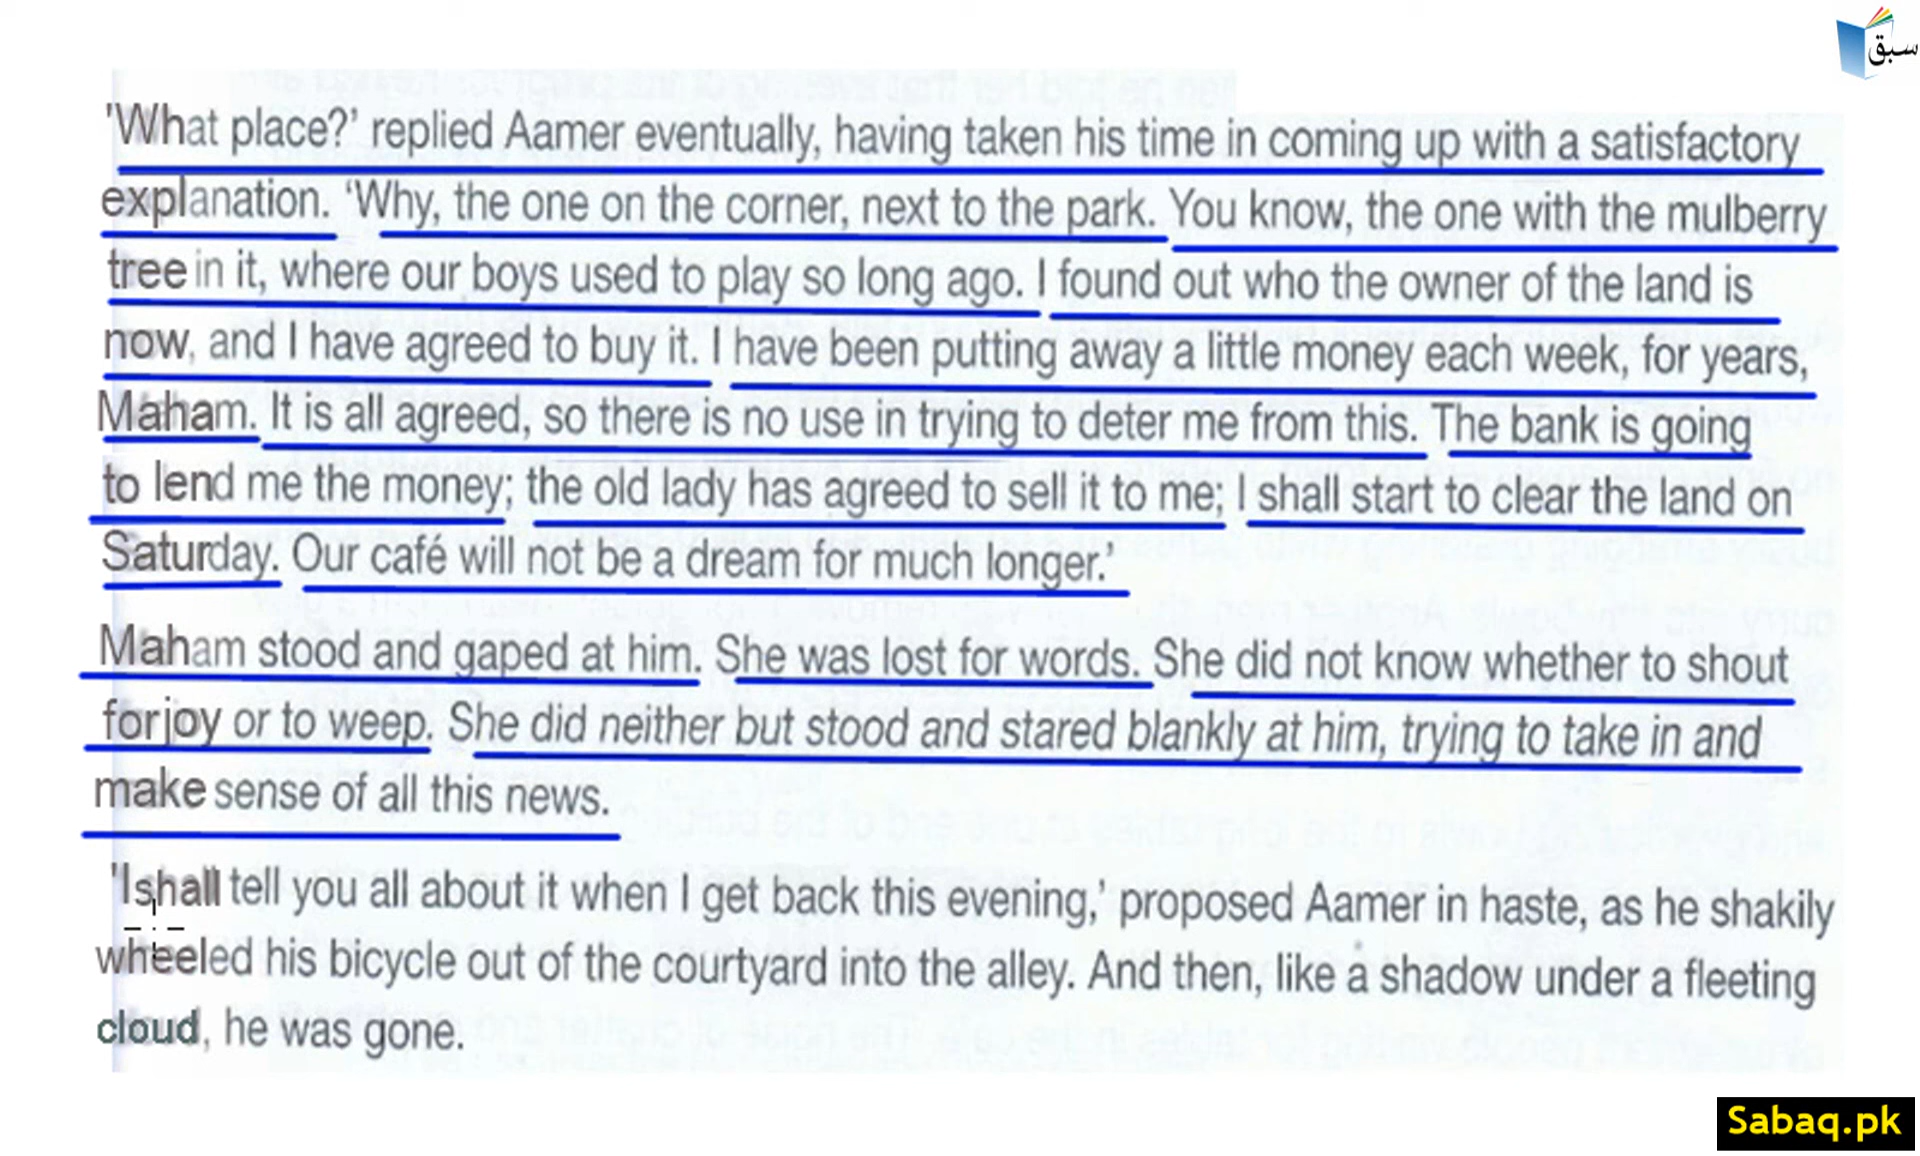 سبق
'What place?' replied Aamer eventually, having taken his time in coming up with a satisfactory
explanation. 'Why, the one on the corner, next to the park. You know, the one with the mulberry
tree in it, where our boys used to play so long ago. I found out who the owner of the land is
now, and I have agreed to buy it. I have been putting away a little money each week, for years,
Maham. It is all agreed, so there is no use in trying to deter me from this. The bank is going
to lend me the money; the old lady has agreed to sell it to me; I shall start to clear the land on
Saturday. Our café will not be a dream for much longer.'
Maham stood and gaped at him. She was lost for words. She did not know whether to shout
for joy or to weep. She did neither but stood and stared blankly at him, trying to take in and
make sense of all this news.
'I shall tell you all about it when I get back this evening,' proposed Aamer in haste, as he shakily
wheeled his bicycle out of the courtyard into the alley. And then, like a shadow under a fleeting
cloud, he was gone.
Sabaq.pk